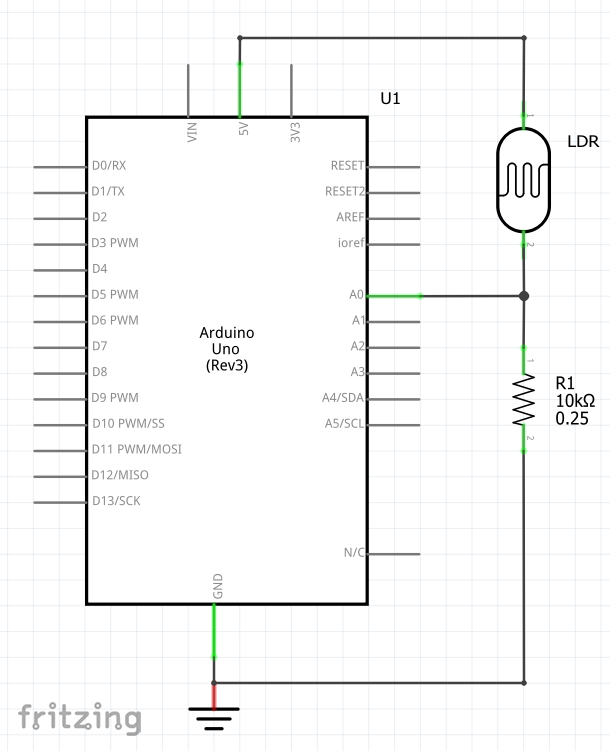 U1
VIN
5V
3V3
LDR
1
2
D0/RX
D1/TX
D2
D3 PWM
D4
D5 PWM
D6 PWM
D7
D8
D9 PWM
D10 PWM/SS
D11 PWM/MOSI
D12/MISO
D13/SCK
RESET
RESET2
AREF
ioref
A0
A1
A2
A3
A4/SDA
A5/SCL
N/C
Arduino
Uno
(Rev3)
GND
1
2
R1
10kΩ
0.25
fritzing